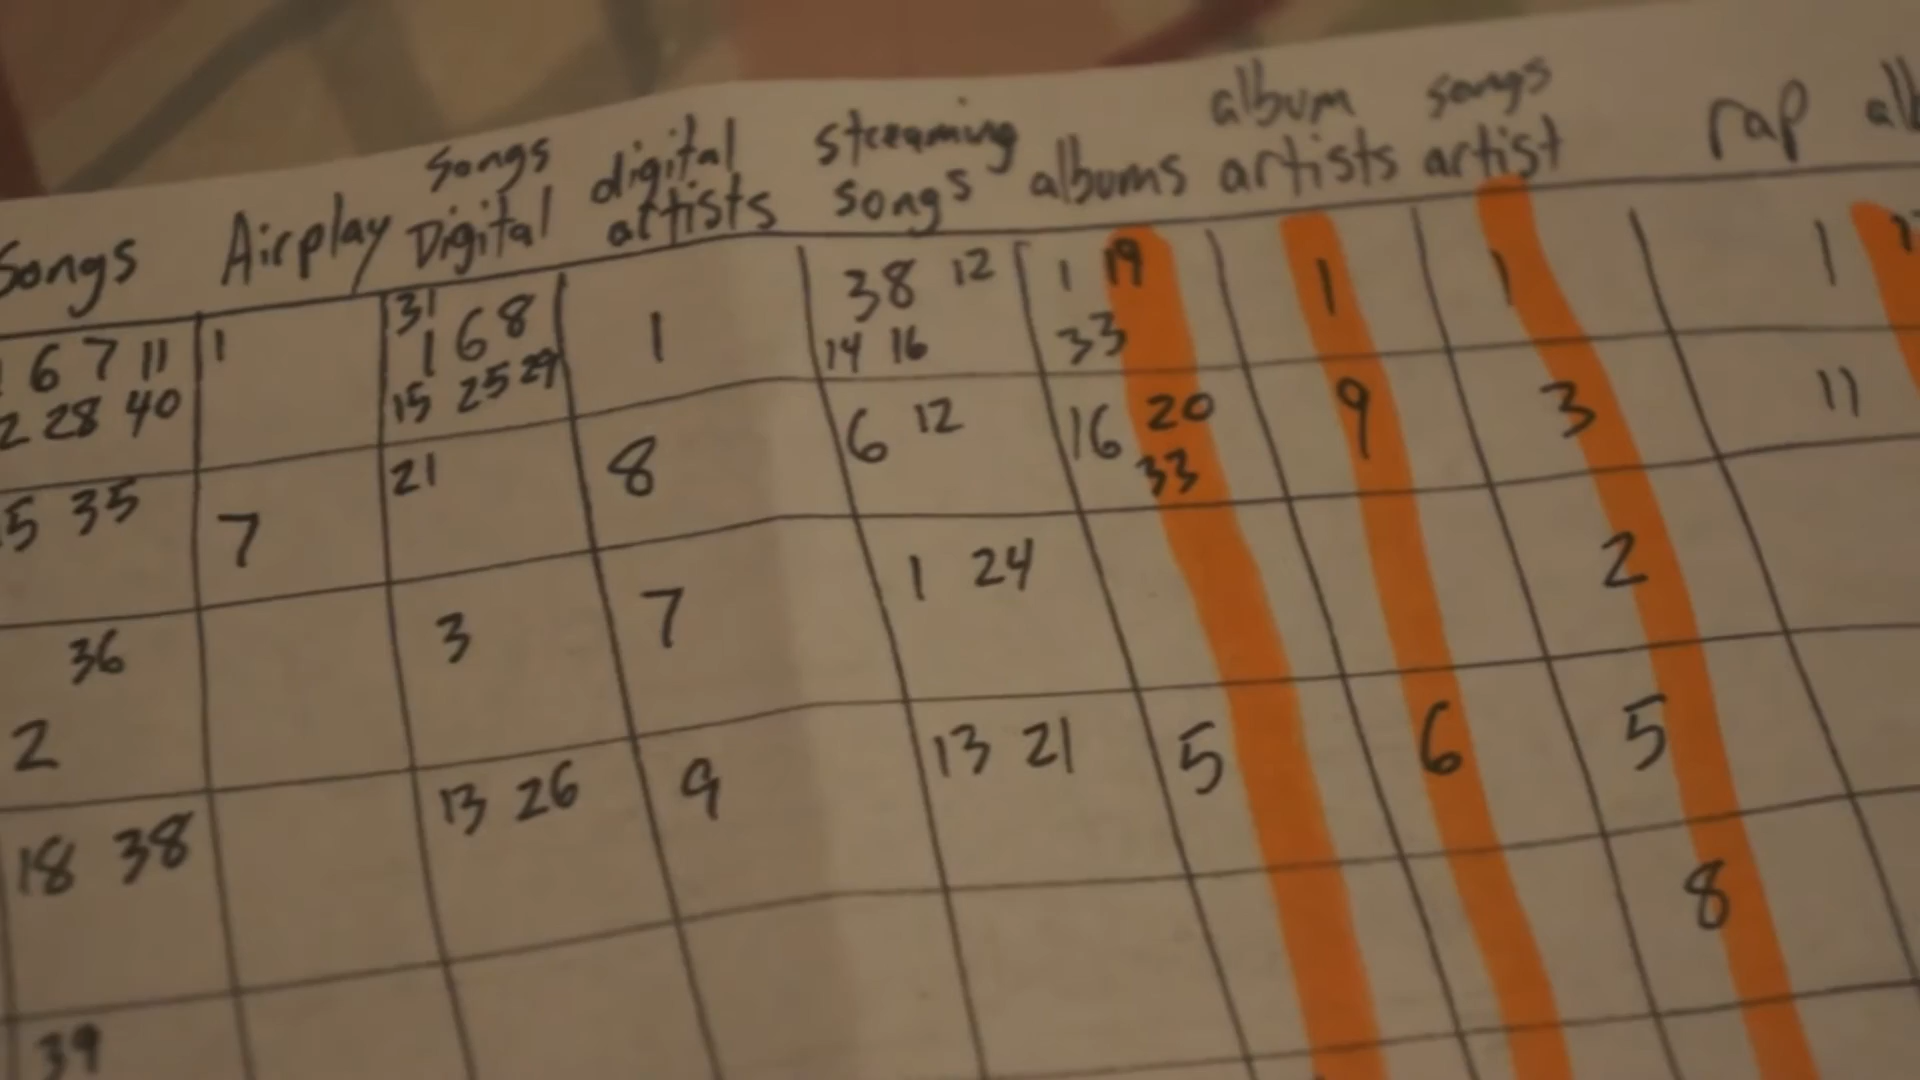 Songs Airplay Songs Digital digital artists streaming songs albums album artists songs artist rap
6 7 11 1 31 1 6 8 1 38 12 1 19 1 1 1
28 40 15 25 29 14 16 33
5 35 7 21 8 6 12 16 20 9 3 11
33
36 3 7 1 24 2
2
18 38 13 26 9 13 21 5 6 5
8
39